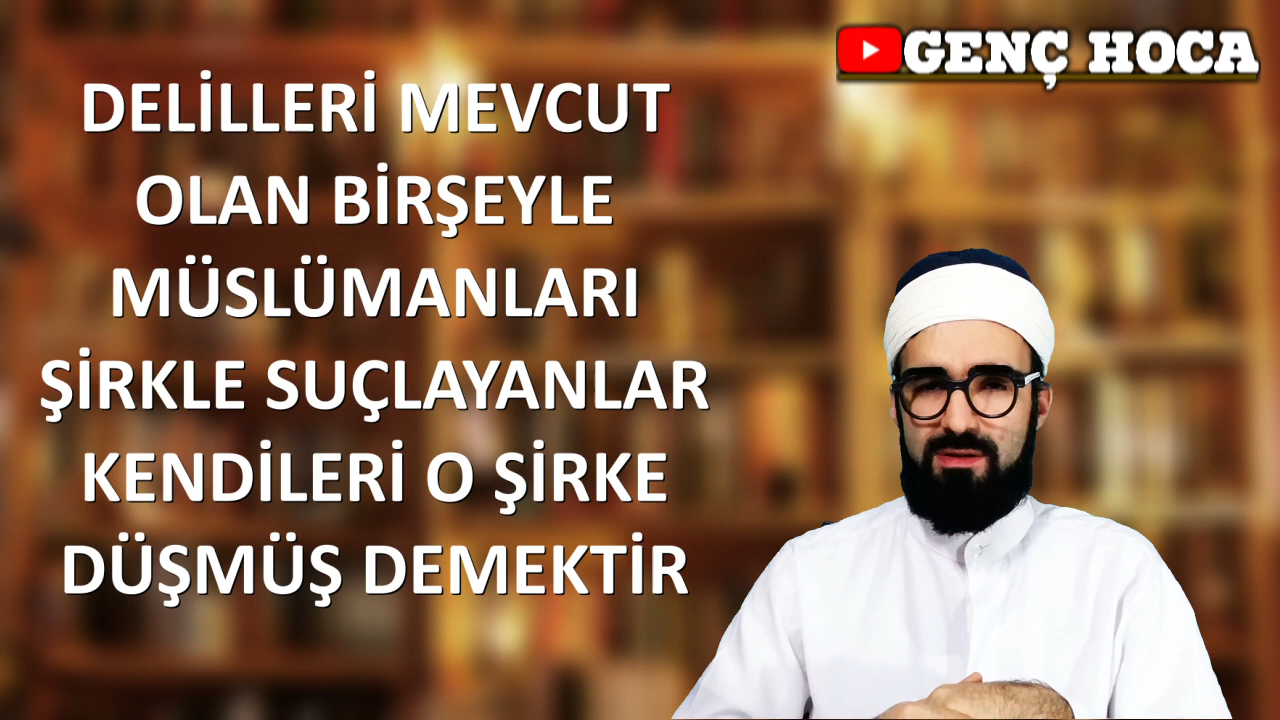 GENÇ HOCA
DELİLLERİ MEVCUT
OLAN BİRŞEYLE
MÜSLÜMANLARI
ŞİRKLE SUÇLAYANLAR
KENDİLERİ O ŞİRKE
DÜŞMÜŞ DEMEKTİR